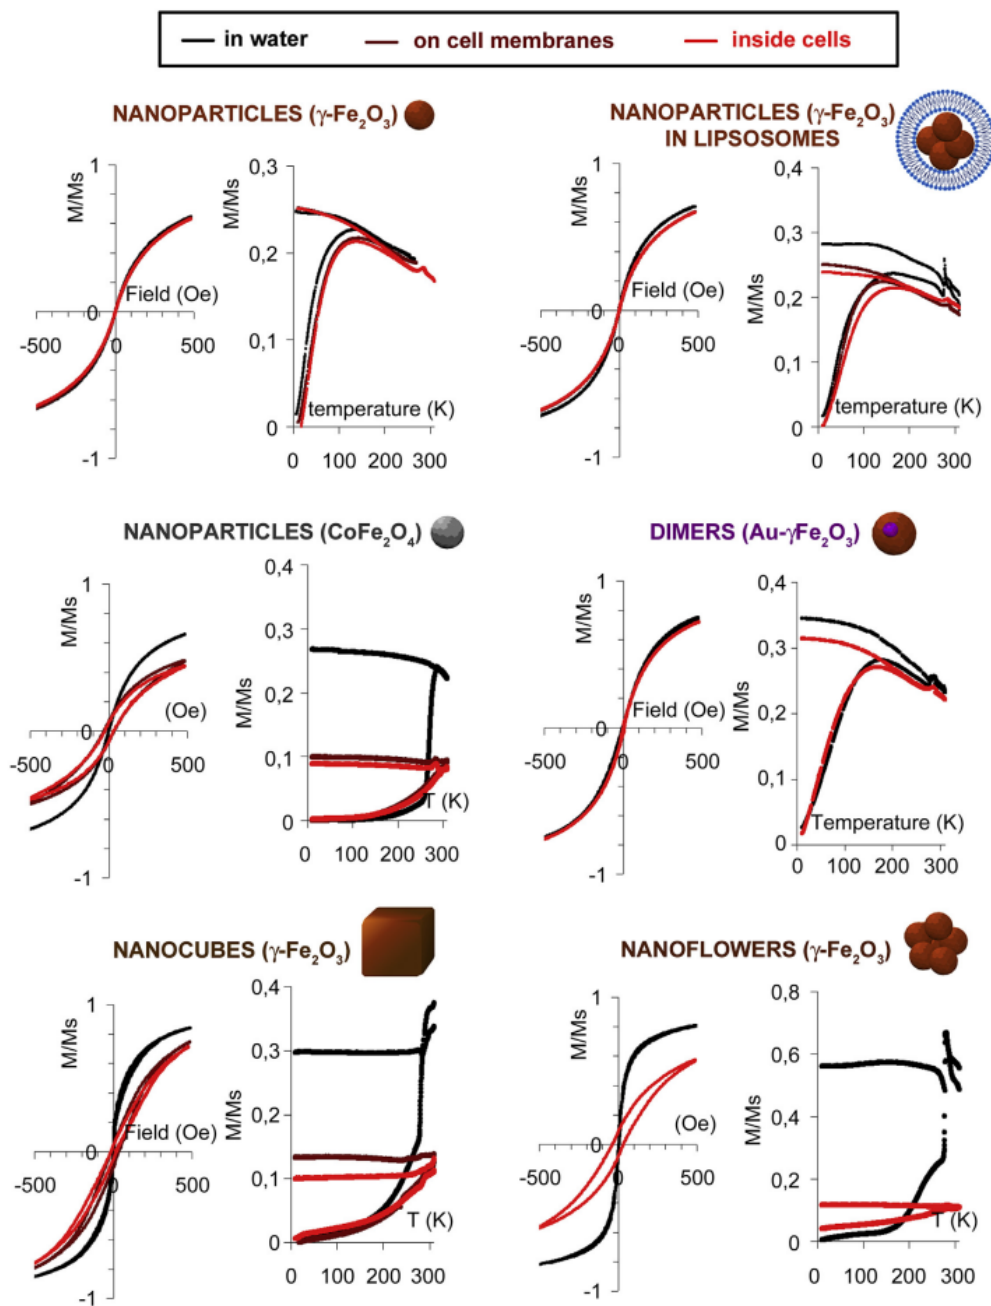 in water on cell membranes inside cells
NANOPARTICLES (γ-Fe₂O₃)
M/Ms
1
0
-1
-500
0
500
Field (Oe)
0,3
0,2
0,1
0
temperature (K)
0 100 200 300
NANOPARTICLES (γ-Fe₂O₃)
IN LIPSOSOMES
M/Ms
1
0
-1
-500
0
500
Field (Oe)
M/Ms
0,4
0,3
0,2
0,1
0
temperature (K)
0 100 200 300
NANOPARTICLES (CoFe₂O₄)
M/Ms
1
0
-1
-500
0
500
(Oe)
M/Ms
0,4
0,3
0,2
0,1
0
T (K)
0 100 200 300
DIMERS (Au-γFe₂O₃)
M/Ms
1
0
-1
-500
0
500
Field (Oe)
M/Ms
0,4
0,3
0,2
0,1
0
Temperature (K)
0 100 200 300
NANOCUBES (γ-Fe₂O₃)
M/Ms
1
0
-1
-500
0
500
Field (Oe)
M/Ms
0,4
0,3
0,2
0,1
0
T (K)
0 100 200 300
NANOFLOWERS (γ-Fe₂O₃)
M/Ms
1
0
-1
-500
0
500
(Oe)
M/Ms
0,8
0,6
0,4
0,2
0
T (K)
0 100 200 300